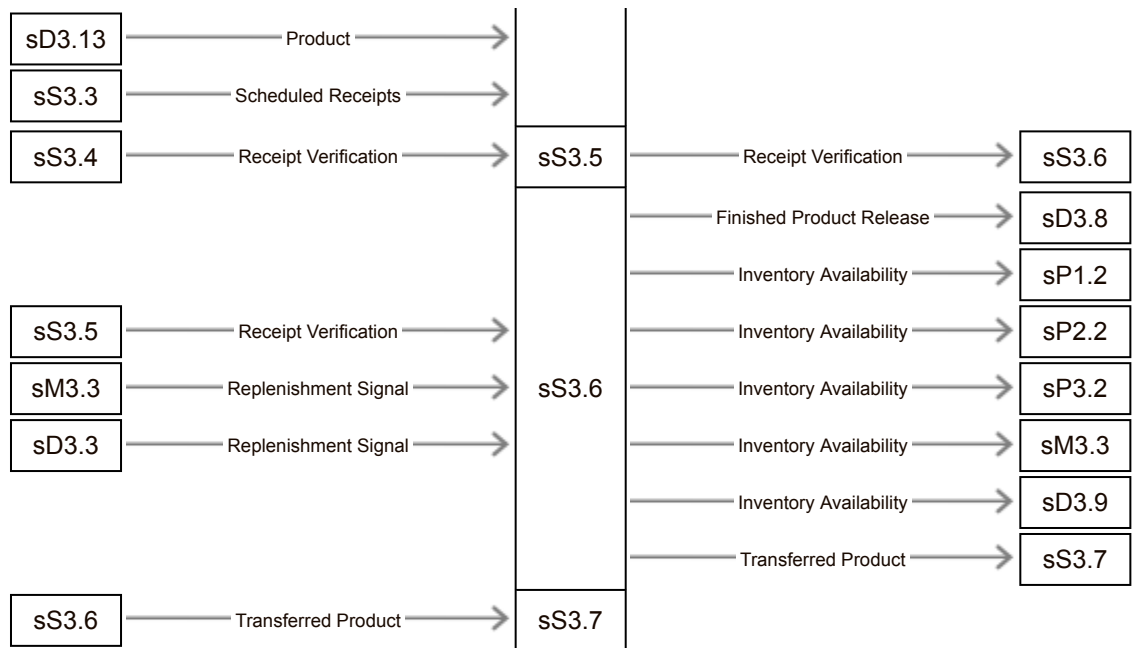 sD3.13 Product
sS3.3 Scheduled Receipts
sS3.4 Receipt Verification sS3.5 Receipt Verification sS3.6
Finished Product Release sD3.8
Inventory Availability sP1.2
sS3.5 Receipt Verification Inventory Availability sP2.2
sM3.3 Replenishment Signal sS3.6 Inventory Availability sP3.2
sD3.3 Replenishment Signal Inventory Availability sM3.3
Inventory Availability sD3.9
Transferred Product sS3.7
sS3.6 Transferred Product sS3.7